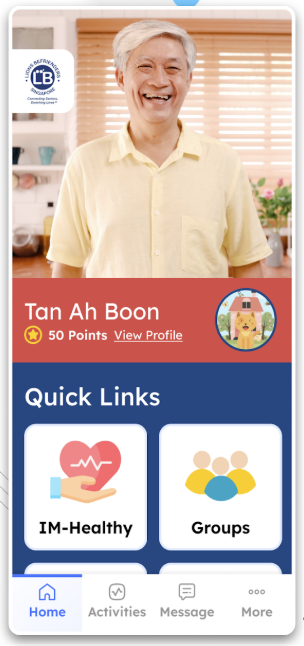 LIONS BEFRIENDERS
LB
SINGAPORE
Connecting Seniors,
Enriching Lives™
Tan Ah Boon
50 Points View Profile
Quick Links
IM-Healthy
Groups
Home
Activities
Message
More